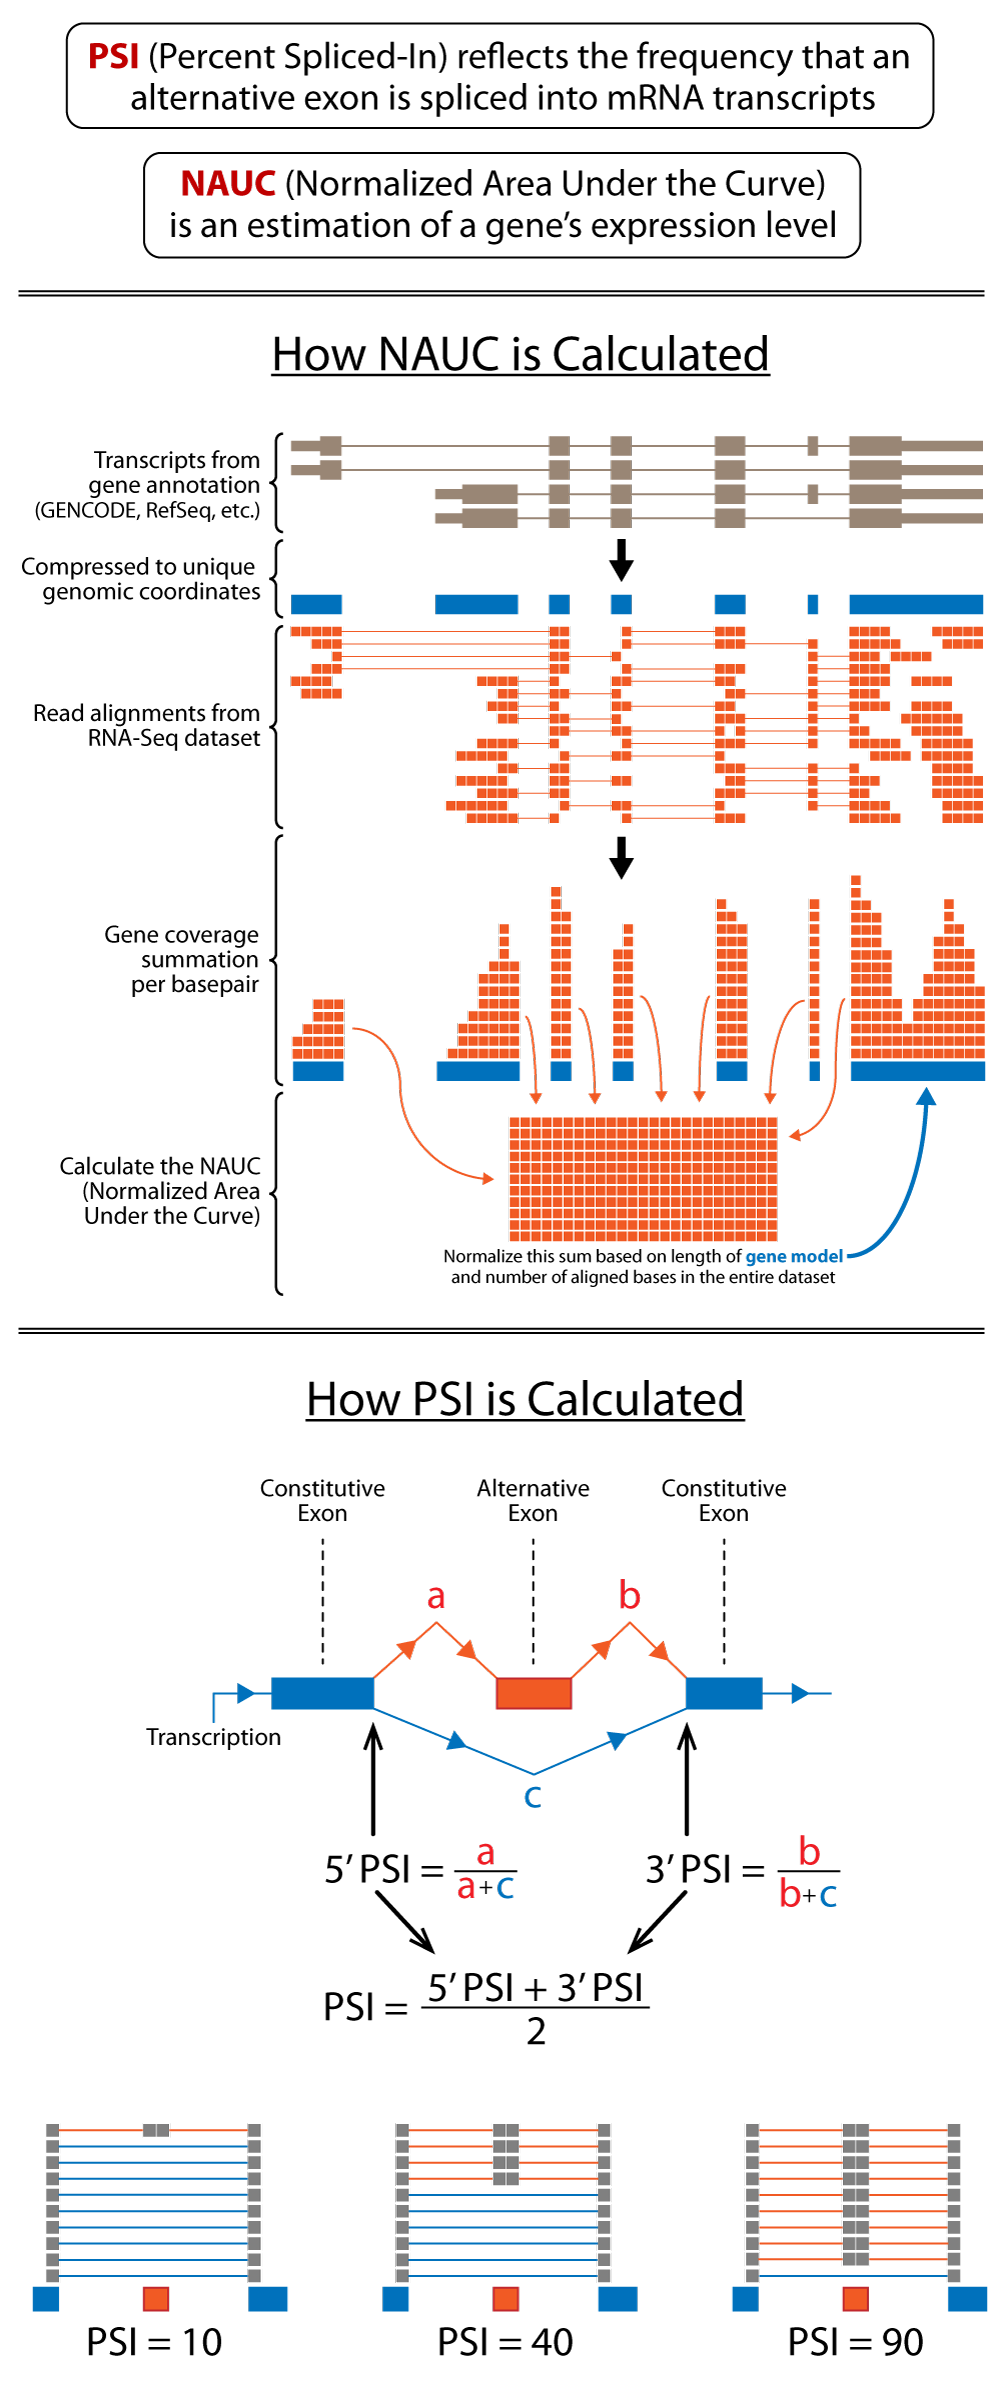 PSI (Percent Spliced-In) reflects the frequency that an
alternative exon is spliced into mRNA transcripts
NAUC (Normalized Area Under the Curve)
is an estimation of a gene's expression level
How NAUC is Calculated
Transcripts from
gene annotation
(GENCODE, RefSeq, etc.)
Compressed to unique
genomic coordinates
Read alignments from
RNA-Seq dataset
Gene coverage
summation
per basepair
Calculate the NAUC
(Normalized Area
Under the Curve)
Normalize this sum based on length of gene model
and number of aligned bases in the entire dataset
How PSI is Calculated
Constitutive
Exon
Alternative
Exon
Constitutive
Exon
a
b
Transcription
c
5' PSI = a
a+c
3' PSI = b
b+c
PSI = 5' PSI + 3' PSI
2
PSI = 10
PSI = 40
PSI = 90